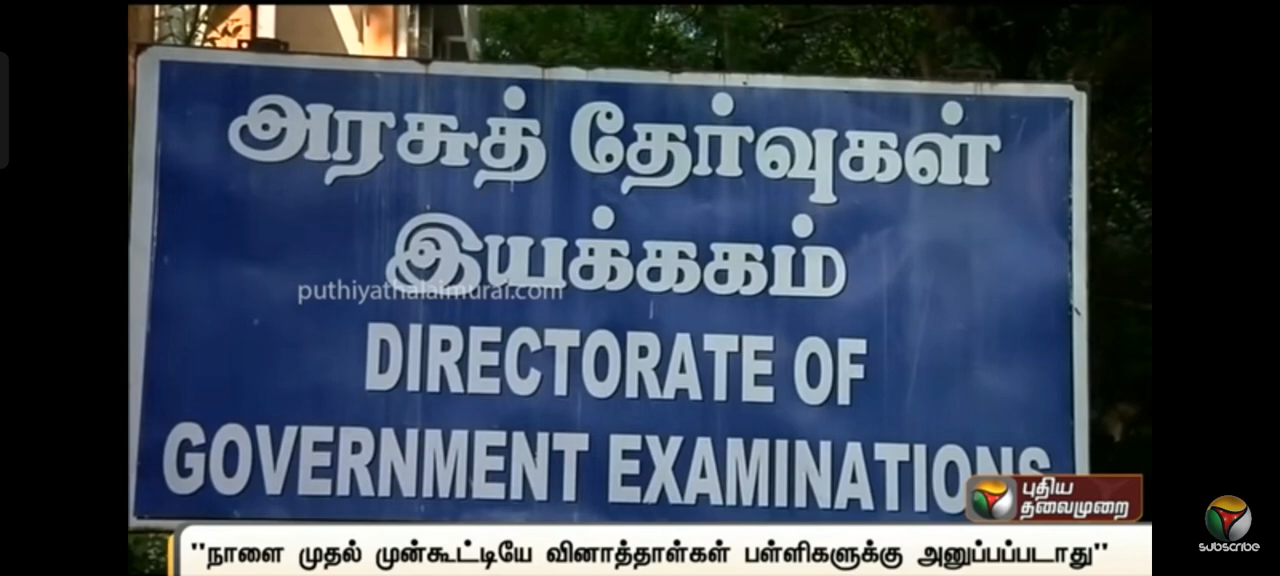 அரசுத் தேர்வுகள்
இயக்ககம்
puthiyathalaimurai.com
DIRECTORATE OF
GOVERNMENT EXAMINATIONS
புதிய
தலைமுறை
"நாளை முதல் முன்கூட்டியே வினாத்தாள்கள் பள்ளிகளுக்கு அனுப்பப்படாது"
subscribe